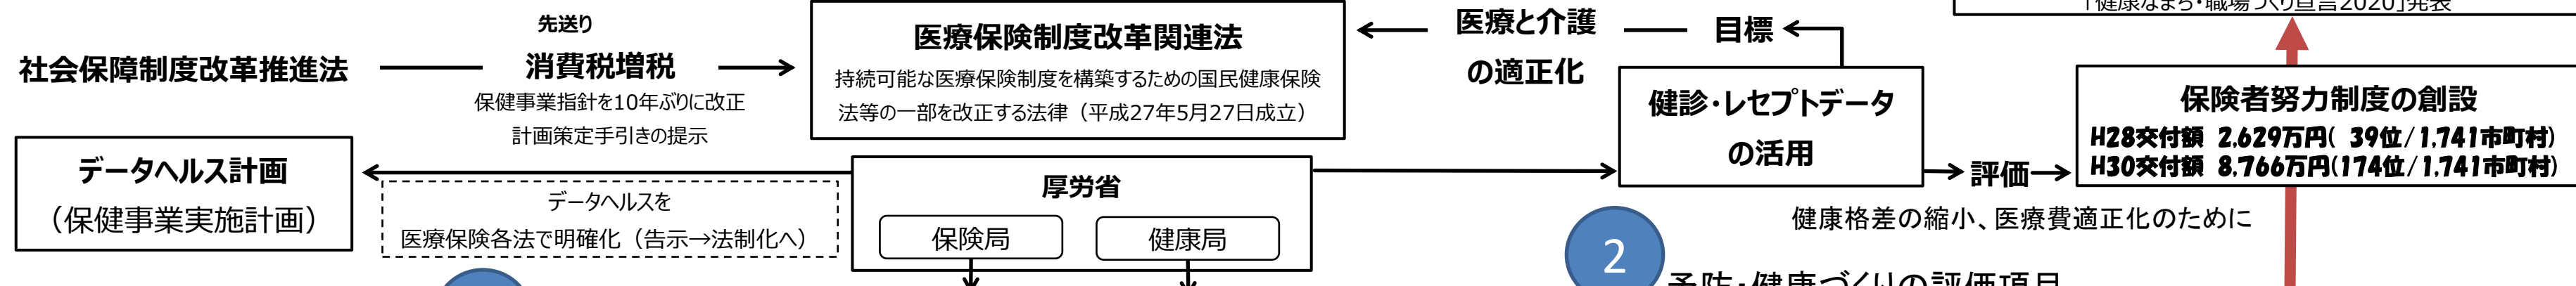 「健康なまち・職場づくり宣言2020」発表
先送り
社会保障制度改革推進法
消費税増税
保健事業指針を10年ぶりに改正
計画策定手引きの提示
医療保険制度改革関連法
持続可能な医療保険制度を構築するための国民健康保険
法等の一部を改正する法律（平成27年5月27日成立）
医療と介護
の適正化
目標
健診・レセプトデータ
の活用
評価
保険者努力制度の創設
H28交付額 2,629万円( 39位/1,741市町村)
H30交付額 8,766万円(174位/1,741市町村)
データヘルス計画
（保健事業実施計画）
データヘルスを
医療保険各法で明確化（告示→法制化へ）
厚労省
保険局
健康局
健康格差の縮小、医療費適正化のために
2
予防・健康づくりの評価項目